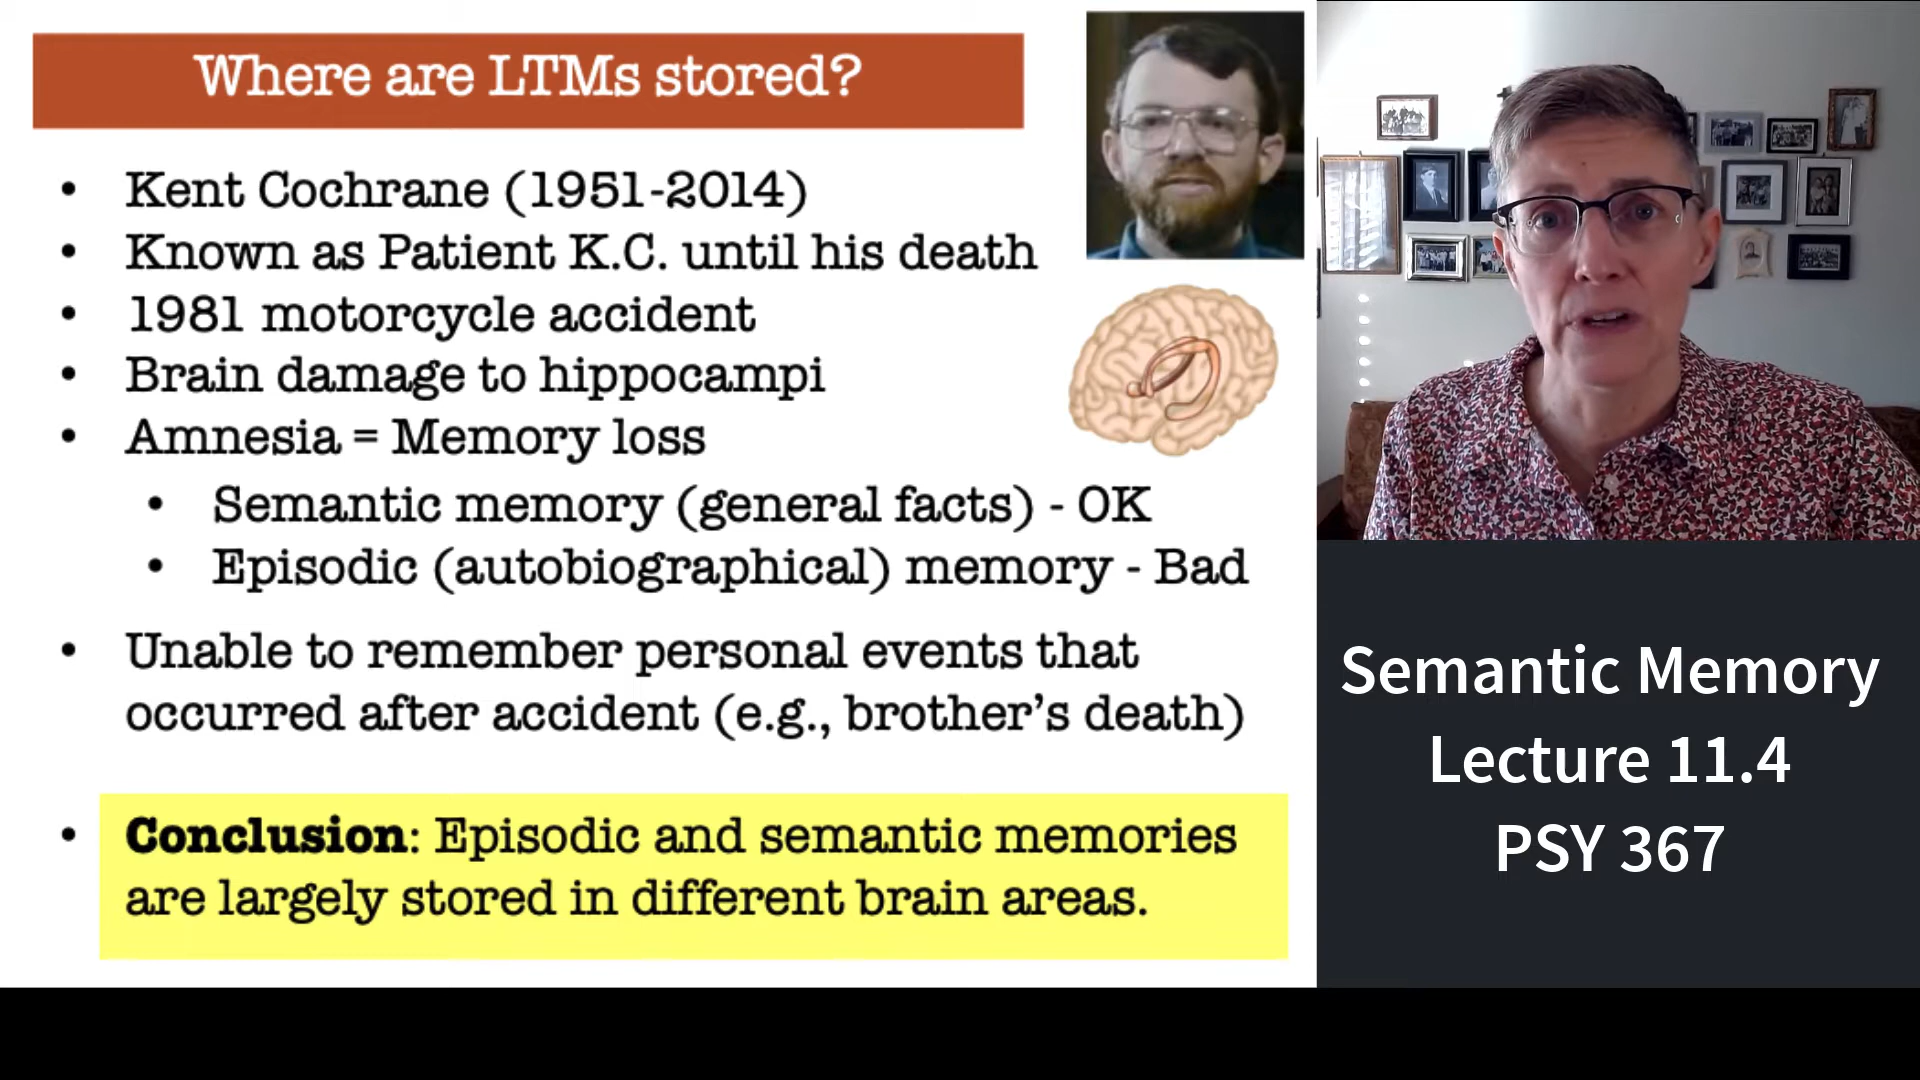 Where are LTMs stored?
• Kent Cochrane (1951-2014)
• Known as Patient K.C. until his death
• 1981 motorcycle accident
• Brain damage to hippocampi
• Amnesia = Memory loss
• Semantic memory (general facts) - OK
• Episodic (autobiographical) memory - Bad
• Unable to remember personal events that
occurred after accident (e.g., brother’s death)
• Conclusion: Episodic and semantic memories
are largely stored in different brain areas.
Semantic Memory
Lecture 11.4
PSY 367